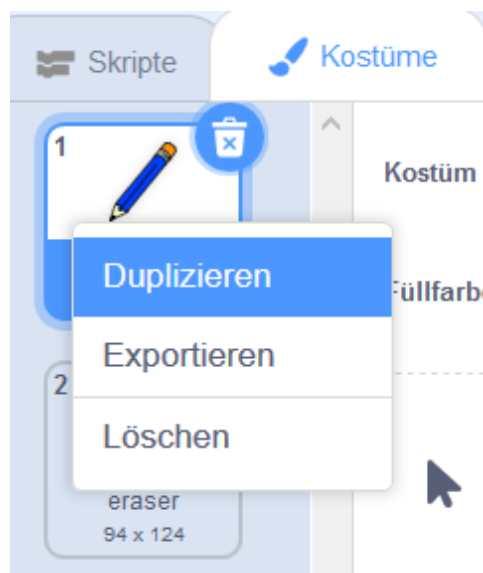 Skripte
Kostüme
1
Kostüm
Duplizieren
Füllfarbe
Exportieren
2
Löschen
eraser
94 x 124